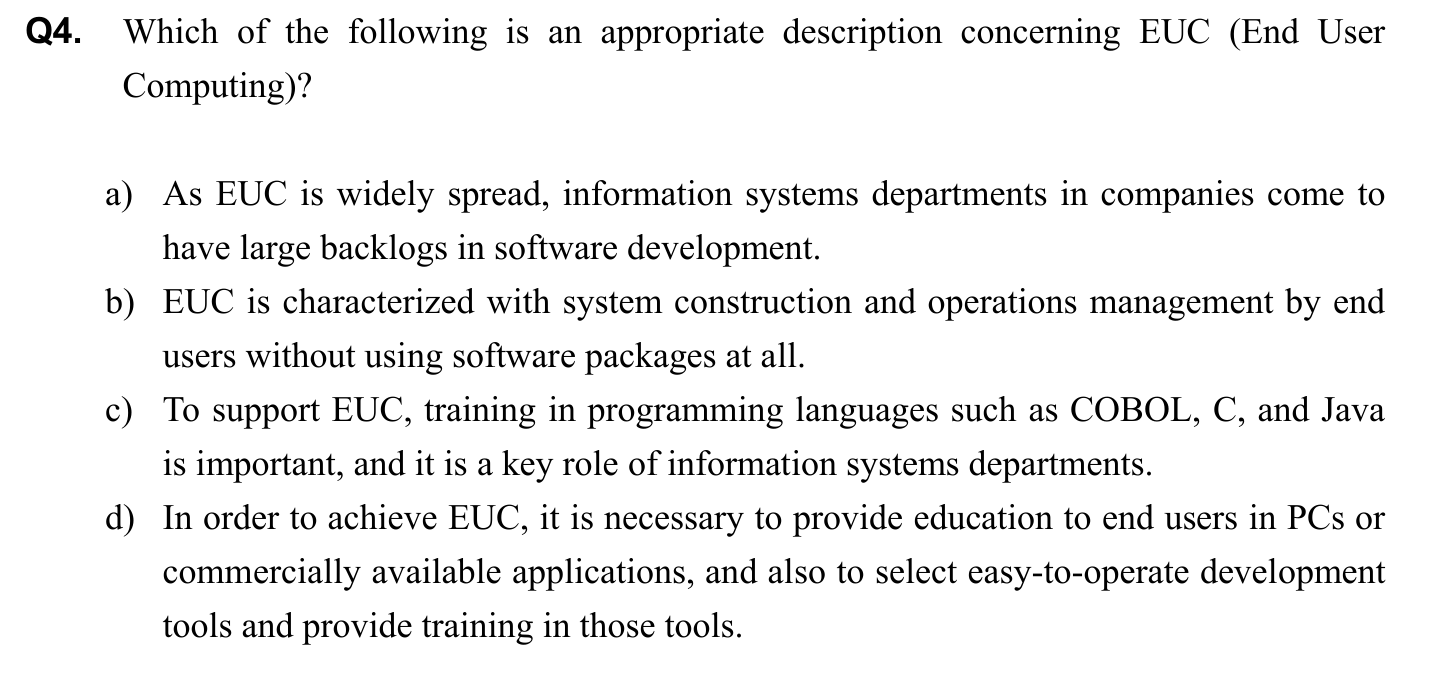 Q4. Which of the following is an appropriate description concerning EUC (End User
Computing)?
a) As EUC is widely spread, information systems departments in companies come to
have large backlogs in software development.
b) EUC is characterized with system construction and operations management by end
users without using software packages at all.
c) To support EUC, training in programming languages such as COBOL, C, and Java
is important, and it is a key role of information systems departments.
d) In order to achieve EUC, it is necessary to provide education to end users in PCs or
commercially available applications, and also to select easy-to-operate development
tools and provide training in those tools.